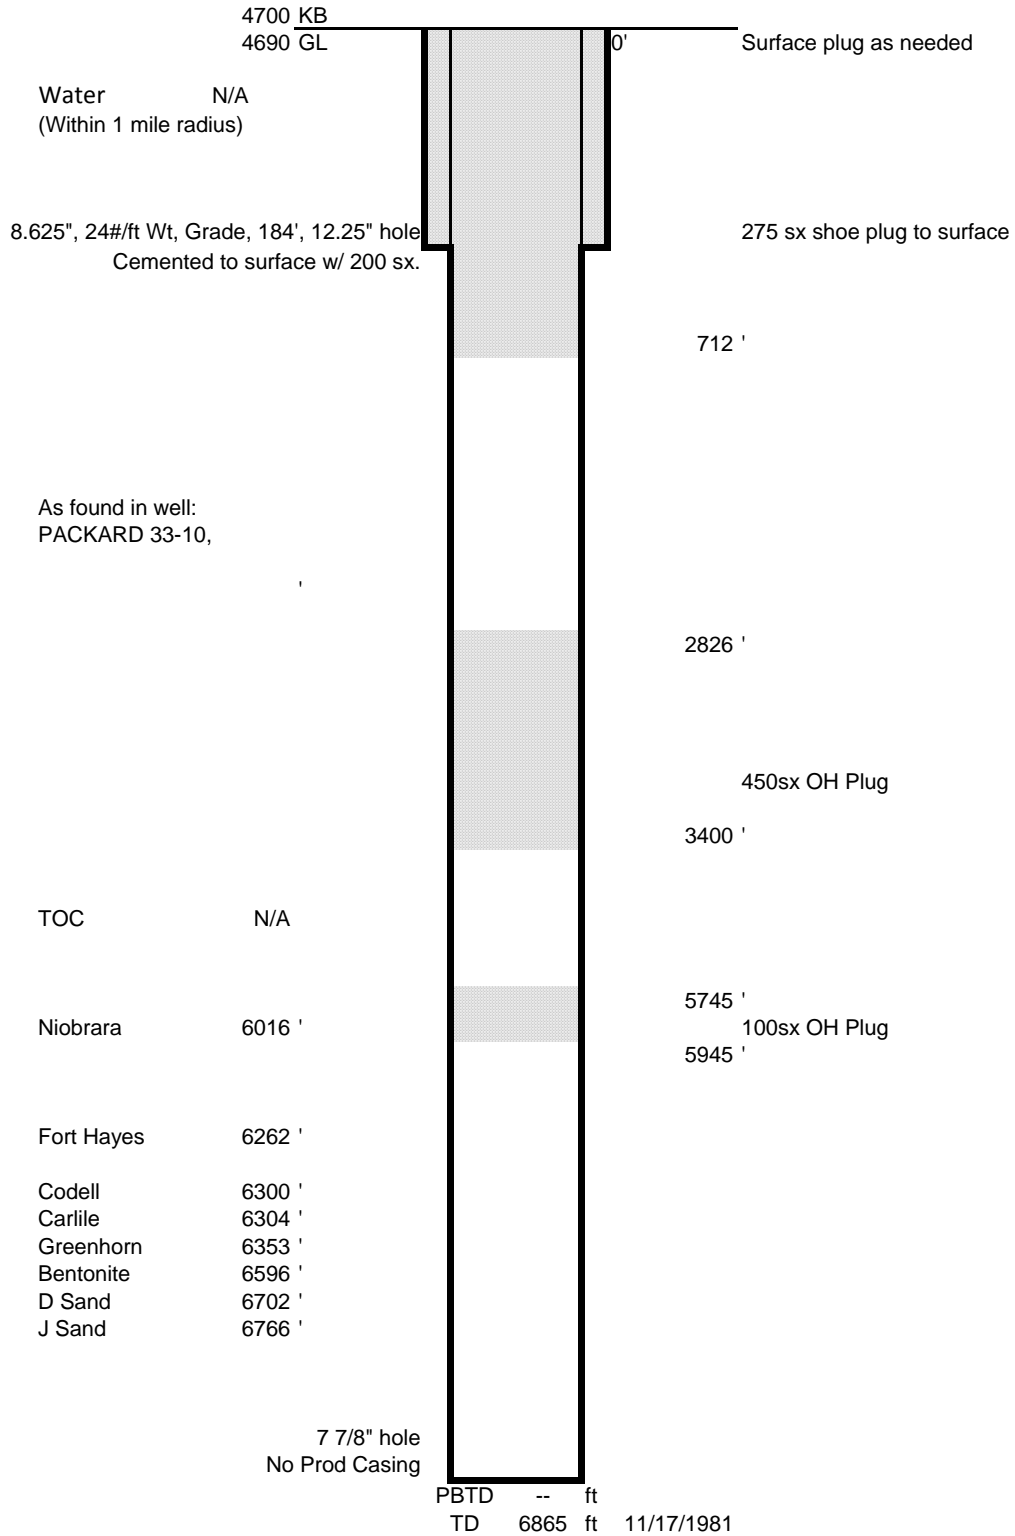 4700 KB
4690 GL 0' Surface plug as needed
Water N/A
(Within 1 mile radius)
8.625", 24#/ft Wt, Grade, 184', 12.25" hole 275 sx shoe plug to surface
Cemented to surface w/ 200 sx.
712 '
As found in well:
PACKARD 33-10,
'
2826 '
450sx OH Plug
3400 '
TOC N/A
5745 '
Niobrara 6016 ' 100sx OH Plug
5945 '
Fort Hayes 6262 '
Codell 6300 '
Carlile 6304 '
Greenhorn 6353 '
Bentonite 6596 '
D Sand 6702 '
J Sand 6766 '
7 7/8" hole
No Prod Casing
PBTD -- ft
TD 6865 ft 11/17/1981